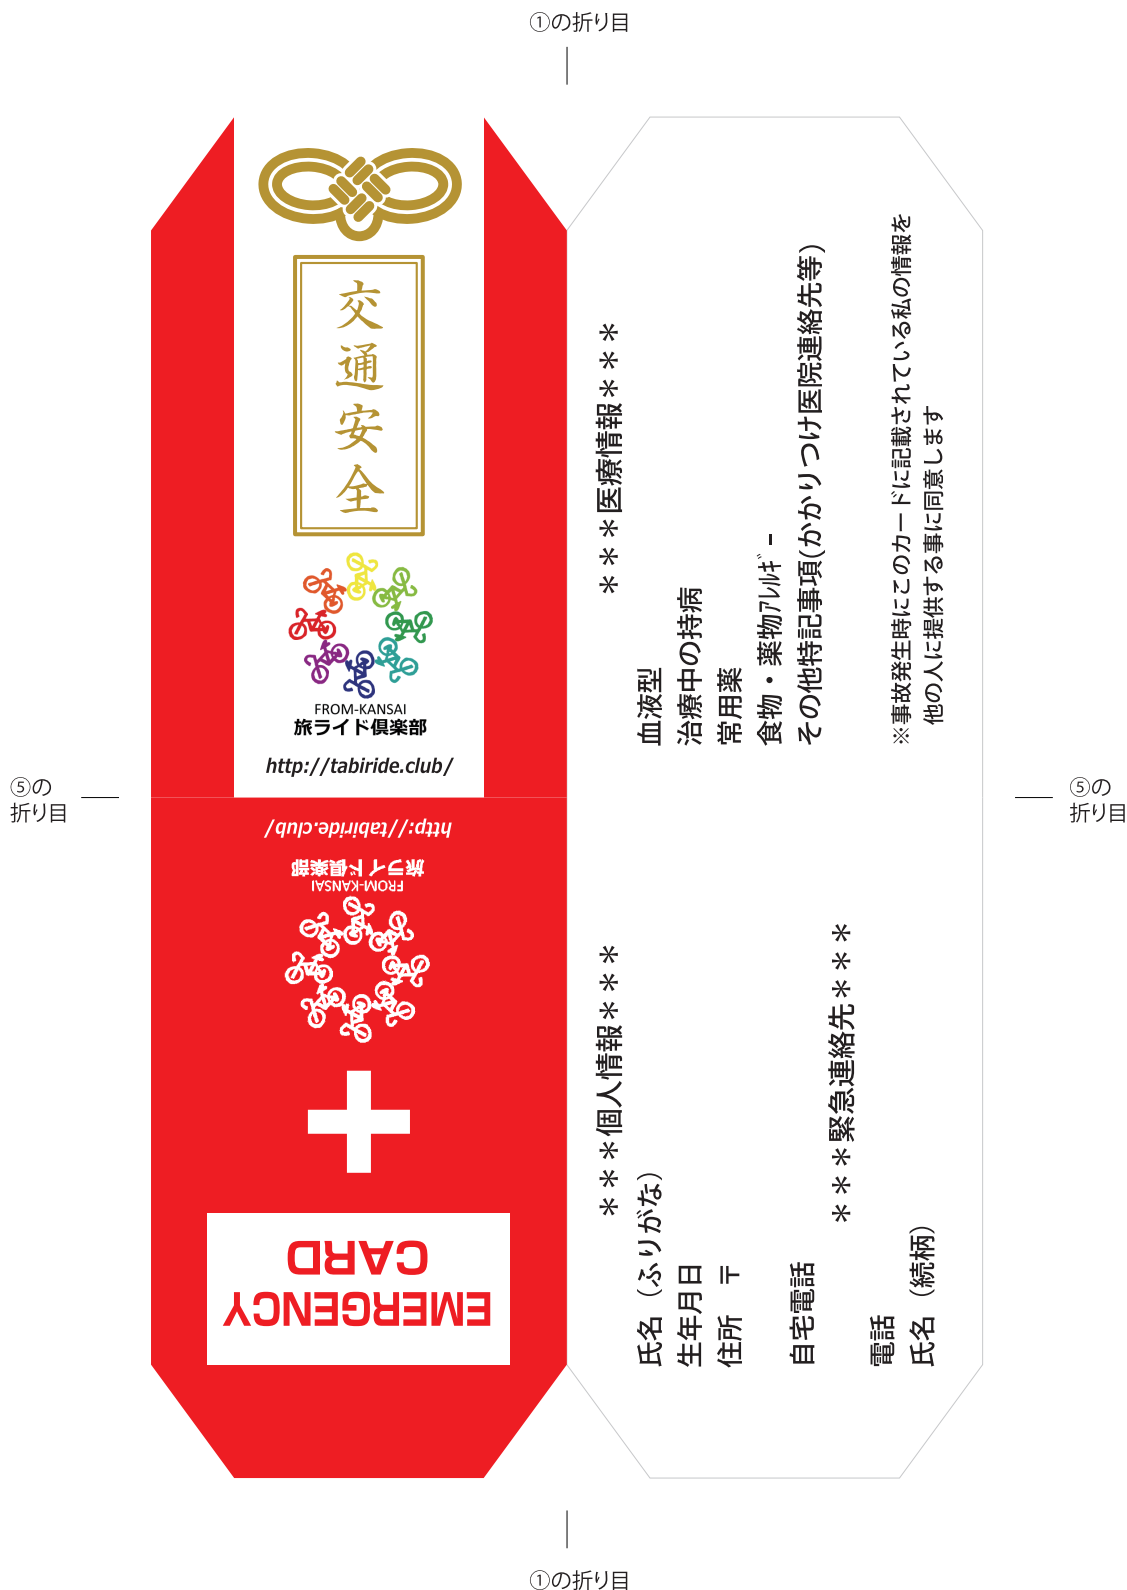 ①の折り目
交通安全
FROM-KANSAI
旅ライド倶楽部
http://tabiride.club/
⑤の
折り目
⑤の
折り目
http://tabiride.club/
旅ライド倶楽部
FROM-KANSAI
EMERGENCY
CARD
＊＊＊医療情報＊＊＊
血液型
治療中の持病
常用薬
食物・薬物ｱﾚﾙｷﾞｰ
その他特記事項(かかりつけ医院連絡先等)
※事故発生時にこのカードに記載されている私の情報を
他の人に提供する事に同意します
＊＊＊個人情報＊＊＊
氏名（ふりがな）
生年月日
住所　〒
自宅電話
＊＊＊緊急連絡先＊＊＊
電話
氏名（続柄）
①の折り目